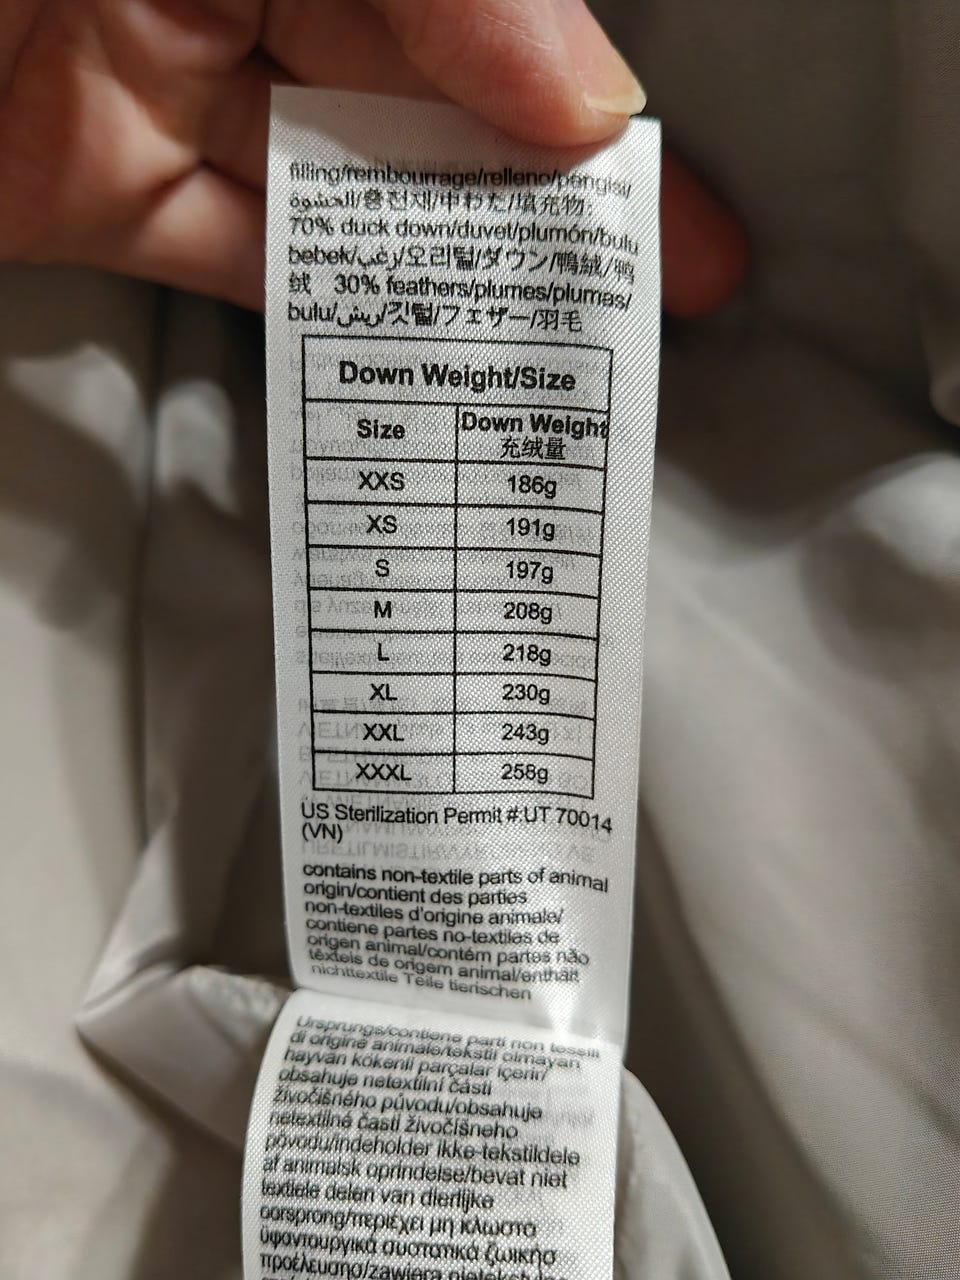 filling/rembourrage/relleno/pengisi/
الحشوة/충전재/中わた/填充物:
70% duck down/duvet/plumón/bulu
bebek/زغب/오리털/ダウン/鴨絨/鸭
绒 30% feathers/plumes/plumas/
bulu/ريش/깃털/フェザー/羽毛
Down Weight/Size
Size Down Weight
充绒量
XXS 186g
XS 191g
S 197g
M 208g
L 218g
XL 230g
XXL 243g
XXXL 258g
US Sterilization Permit #:UT 70014
(VN)
contains non-textile parts of animal
origin/contient des parties
non-textiles d'origine animale/
contiene partes no-textiles de
origen animal/contém partes não
têxteis de origem animal/enthält
nichttextile Teile tierischen
Ursprungs/contiene parti non tessili
di origine animale/tekstil olmayan
hayvan kökenli parçalar içerir/
obsahuje netextilní části
živočišného původu/obsahuje
netextilné časti živočíšneho
pôvodu/indeholder ikke-tekstildele
af animalsk oprindelse/bevat niet
textiele delen van dierlijke
oorsprong/περιέχει μη κλωστο
ϋφαντουργικά συστατικά ζωικής
προέλευσης/zawiera